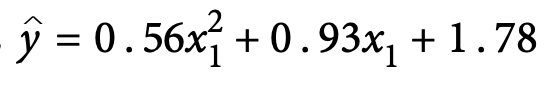 ŷ = 0.56x₁² + 0.93x₁ + 1.78